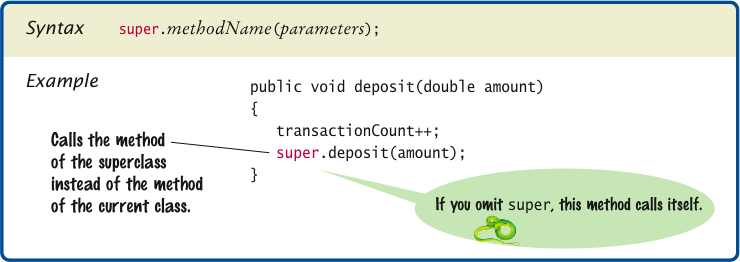 Syntax super.methodName(parameters);
Example
public void deposit(double amount)
{
transactionCount++;
super.deposit(amount);
}
Calls the method
of the superclass
instead of the method
of the current class.
If you omit super, this method calls itself.